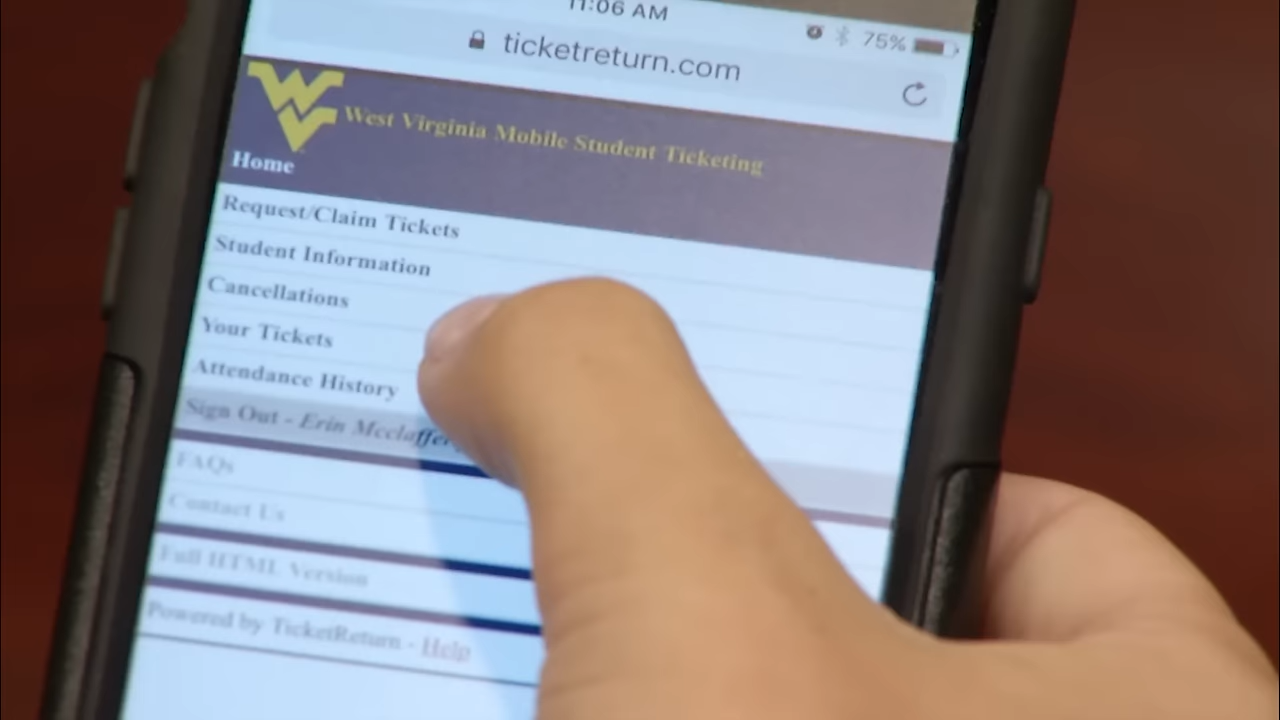 11:06 AM
75%
ticketreturn.com
WV
West Virginia Mobile Student Ticketing
Home
Request/Claim Tickets
Student Information
Cancellations
Your Tickets
Attendance History
Sign Out - Erin
FAQs
Contact Us
Full HTML Version
Powered by TicketReturn - Help